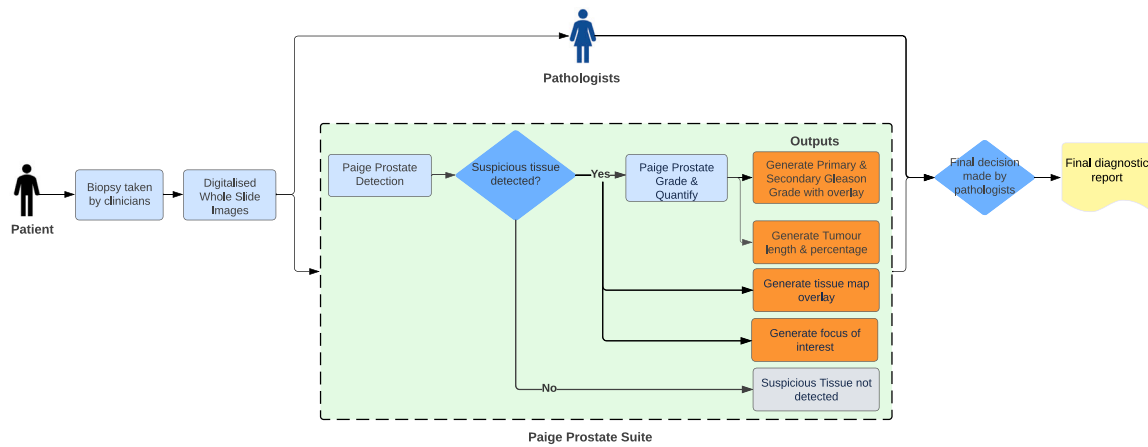 Pathologists
Patient
Biopsy taken
by clinicians
Digitalised
Whole Slide
Images
Paige Prostate
Detection
Suspicious tissue
detected?
Yes
No
Paige Prostate
Grade &
Quantify
Outputs
Generate Primary &
Secondary Gleason
Grade with overlay
Generate Tumour
length & percentage
Generate tissue map
overlay
Generate focus of
interest
Suspicious Tissue not
detected
Paige Prostate Suite
Final decision
made by
pathologists
Final diagnostic
report